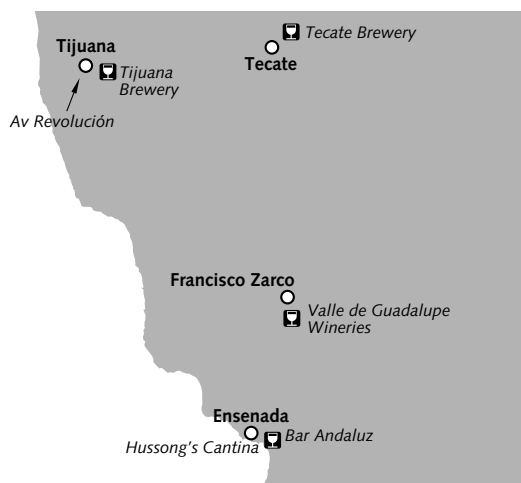 Tijuana
Tijuana
Brewery
Av Revolución
Tecate Brewery
Tecate
Francisco Zarco
Valle de Guadalupe
Wineries
Ensenada
Hussong's Cantina
Bar Andaluz